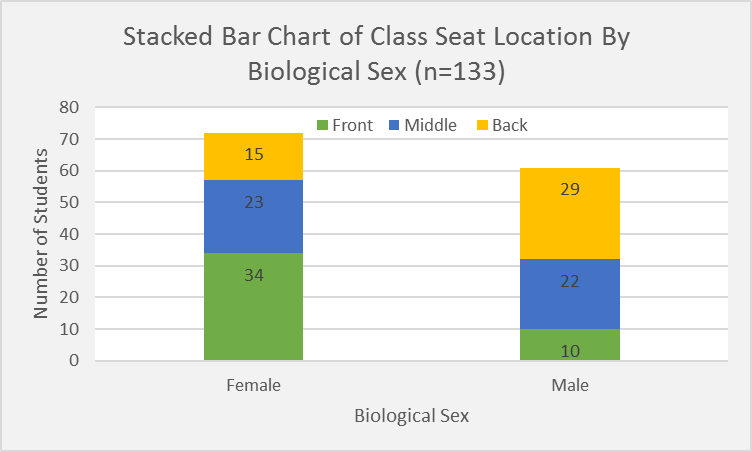 Stacked Bar Chart of Class Seat Location By
Biological Sex (n=133)
Number of Students
80
70
60
50
40
30
20
10
0
Front Middle Back
15
23
34
29
22
10
Female Male
Biological Sex